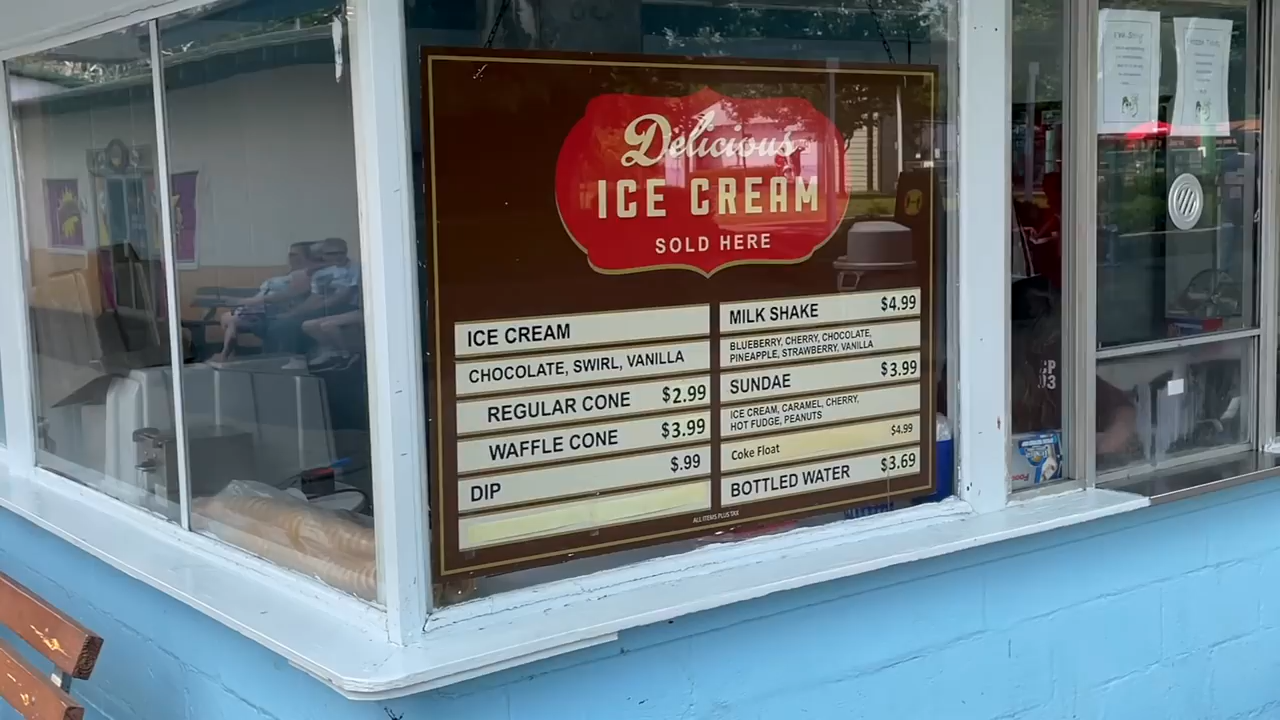 Delicious
ICE CREAM
SOLD HERE
ICE CREAM
CHOCOLATE, SWIRL, VANILLA
REGULAR CONE $2.99
WAFFLE CONE $3.99
DIP $.99
MILK SHAKE $4.99
BLUEBERRY, CHERRY, CHOCOLATE,
PINEAPPLE, STRAWBERRY, VANILLA
SUNDAE $3.99
ICE CREAM, CARAMEL, CHERRY,
HOT FUDGE, PEANUTS
Coke Float $4.99
BOTTLED WATER $3.69
ALL ITEMS PLUS TAX